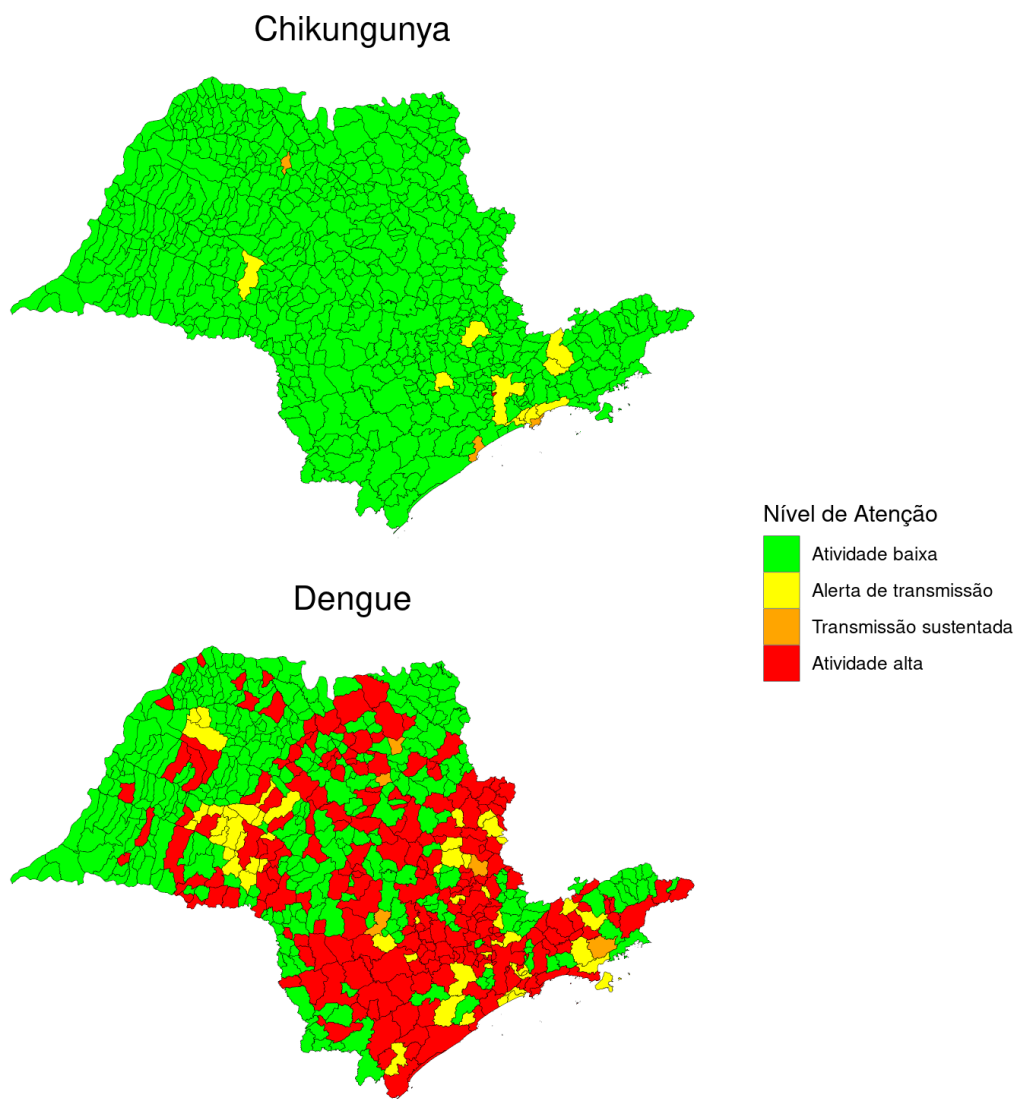 Chikungunya
Nível de Atenção
Atividade baixa
Alerta de transmissão
Transmissão sustentada
Atividade alta
Dengue